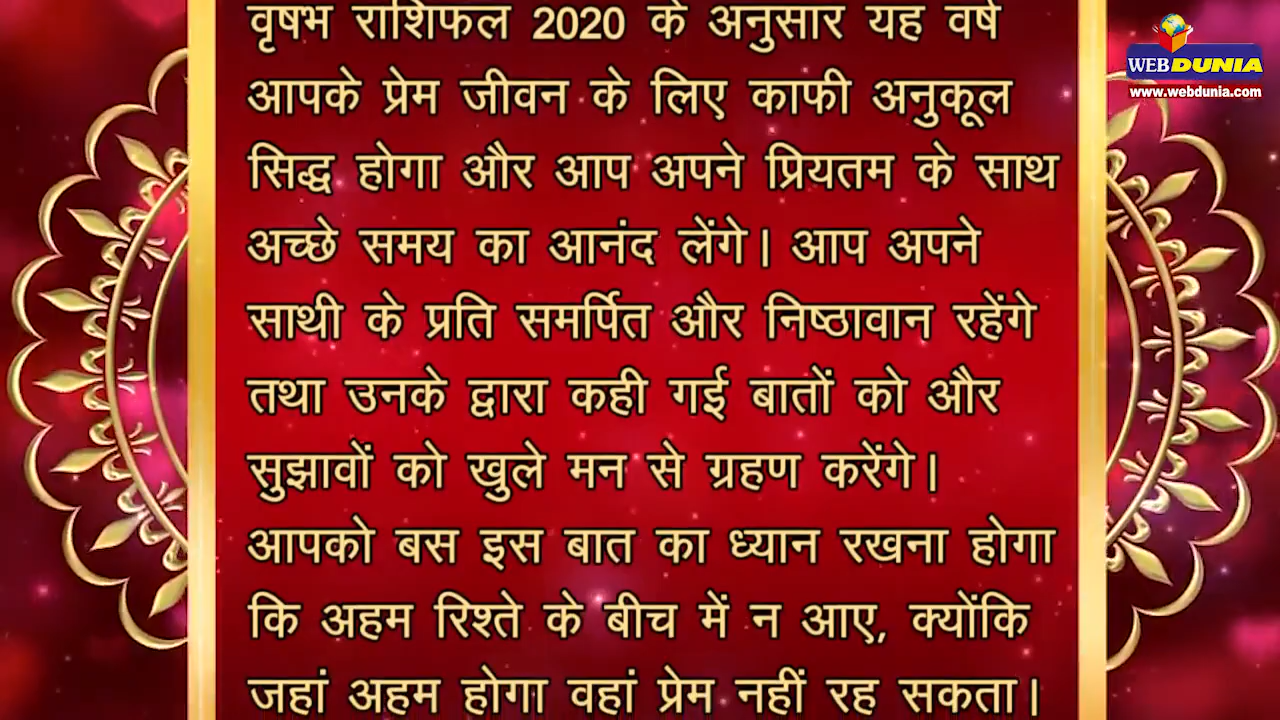 वृषभ राशिफल 2020 के अनुसार यह वर्ष
आपके प्रेम जीवन के लिए काफी अनुकूल
सिद्ध होगा और आप अपने प्रियतम के साथ
अच्छे समय का आनंद लेंगे। आप अपने
साथी के प्रति समर्पित और निष्ठावान रहेंगे
तथा उनके द्वारा कही गई बातों को और
सुझावों को खुले मन से ग्रहण करेंगे।
आपको बस इस बात का ध्यान रखना होगा
कि अहम रिश्ते के बीच में न आए, क्योंकि
जहां अहम होगा वहां प्रेम नहीं रह सकता।
WEBDUNIA
www.webdunia.com